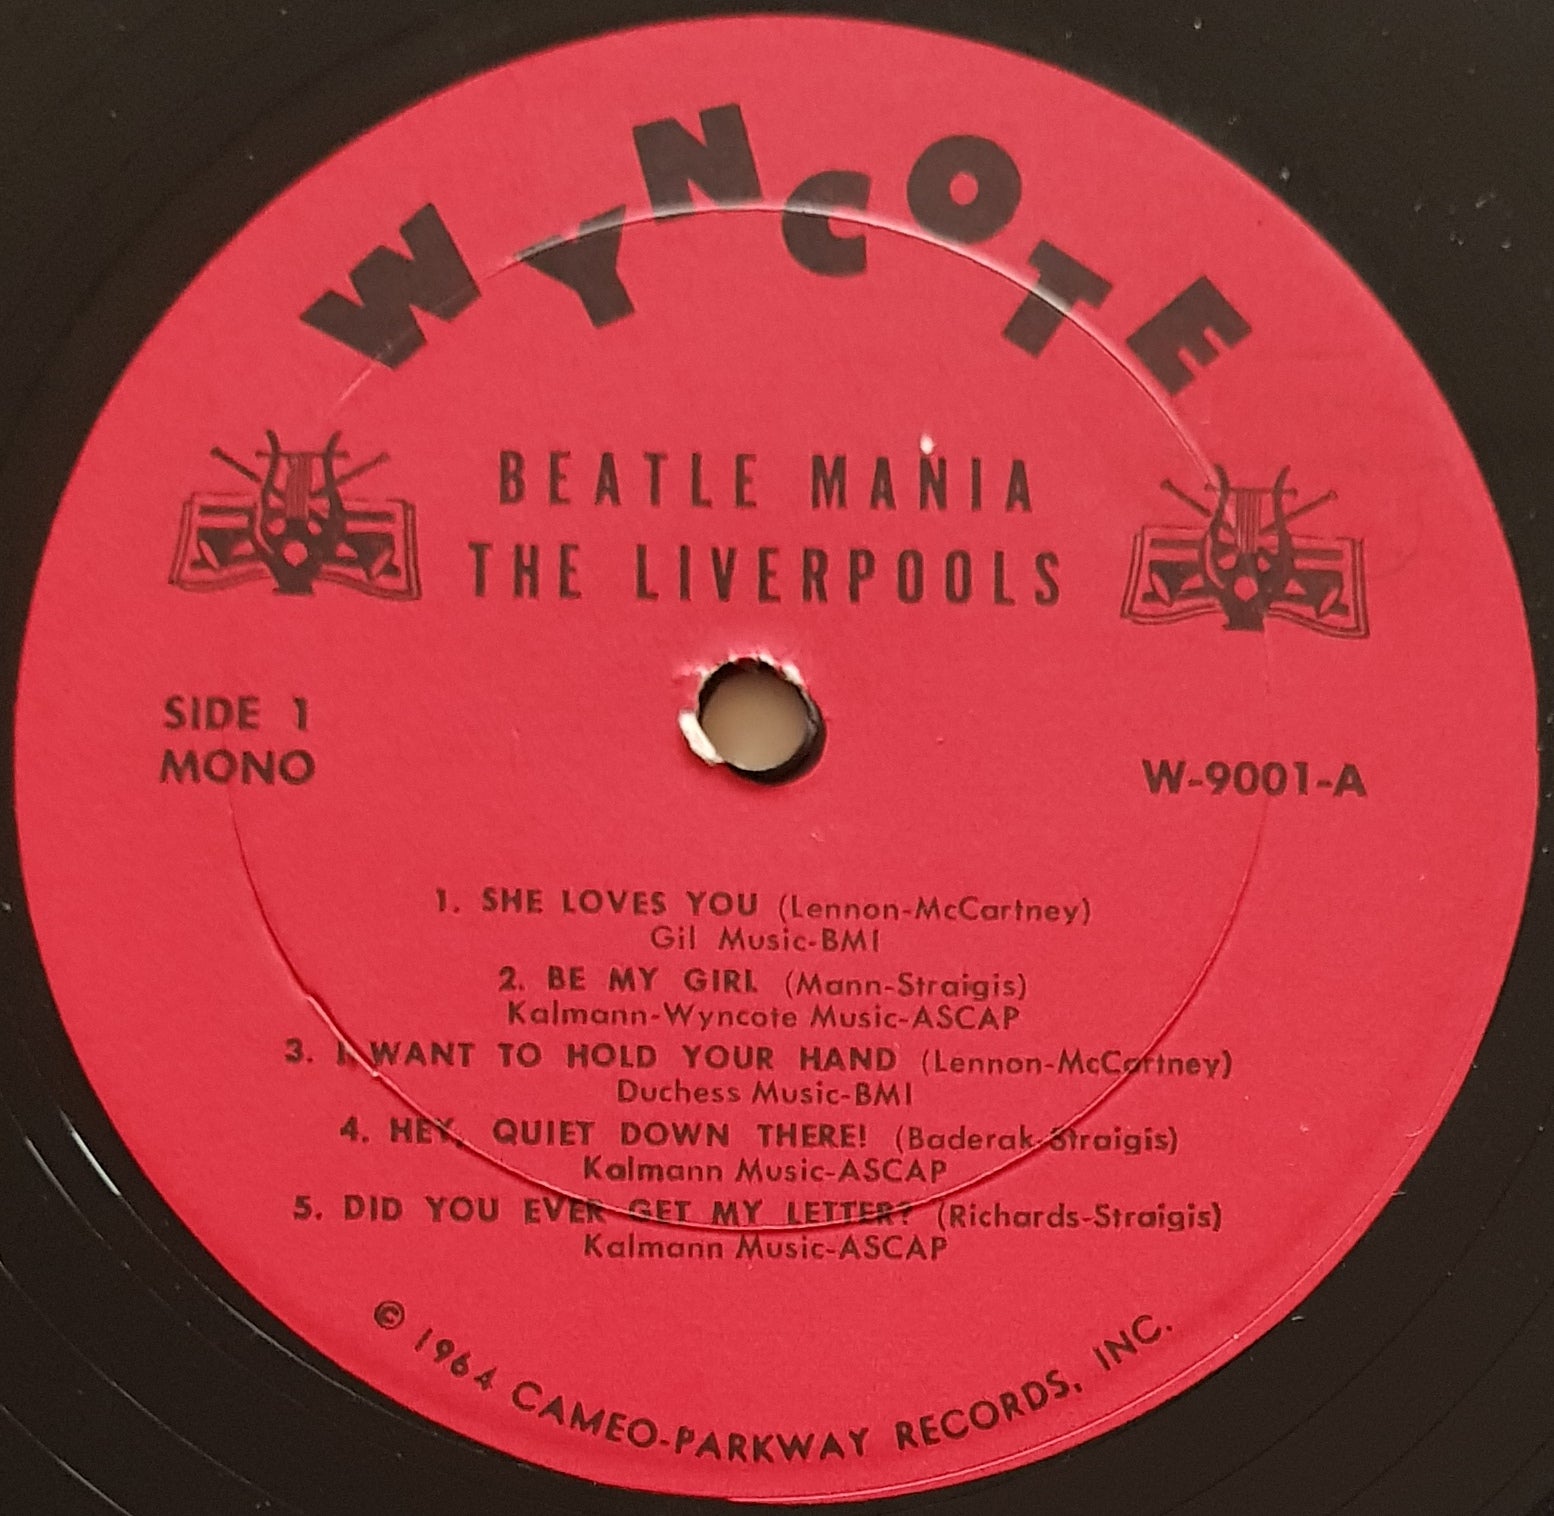 WYNCOTE
BEATLE MANIA
THE LIVERPOOLS
SIDE 1
MONO
W-9001-A
1. SHE LOVES YOU (Lennon-McCartney)
Gil Music-BMI
2. BE MY GIRL (Mann-Straigis)
Kalmann-Wyncote Music-ASCAP
3. I WANT TO HOLD YOUR HAND (Lennon-McCartney)
Duchess Music-BMI
4. HEY, QUIET DOWN THERE! (Baderak-Straigis)
Kalmann Music-ASCAP
5. DID YOU EVER GET MY LETTER? (Richards-Straigis)
Kalmann Music-ASCAP
© 1964 CAMEO-PARKWAY RECORDS, INC.